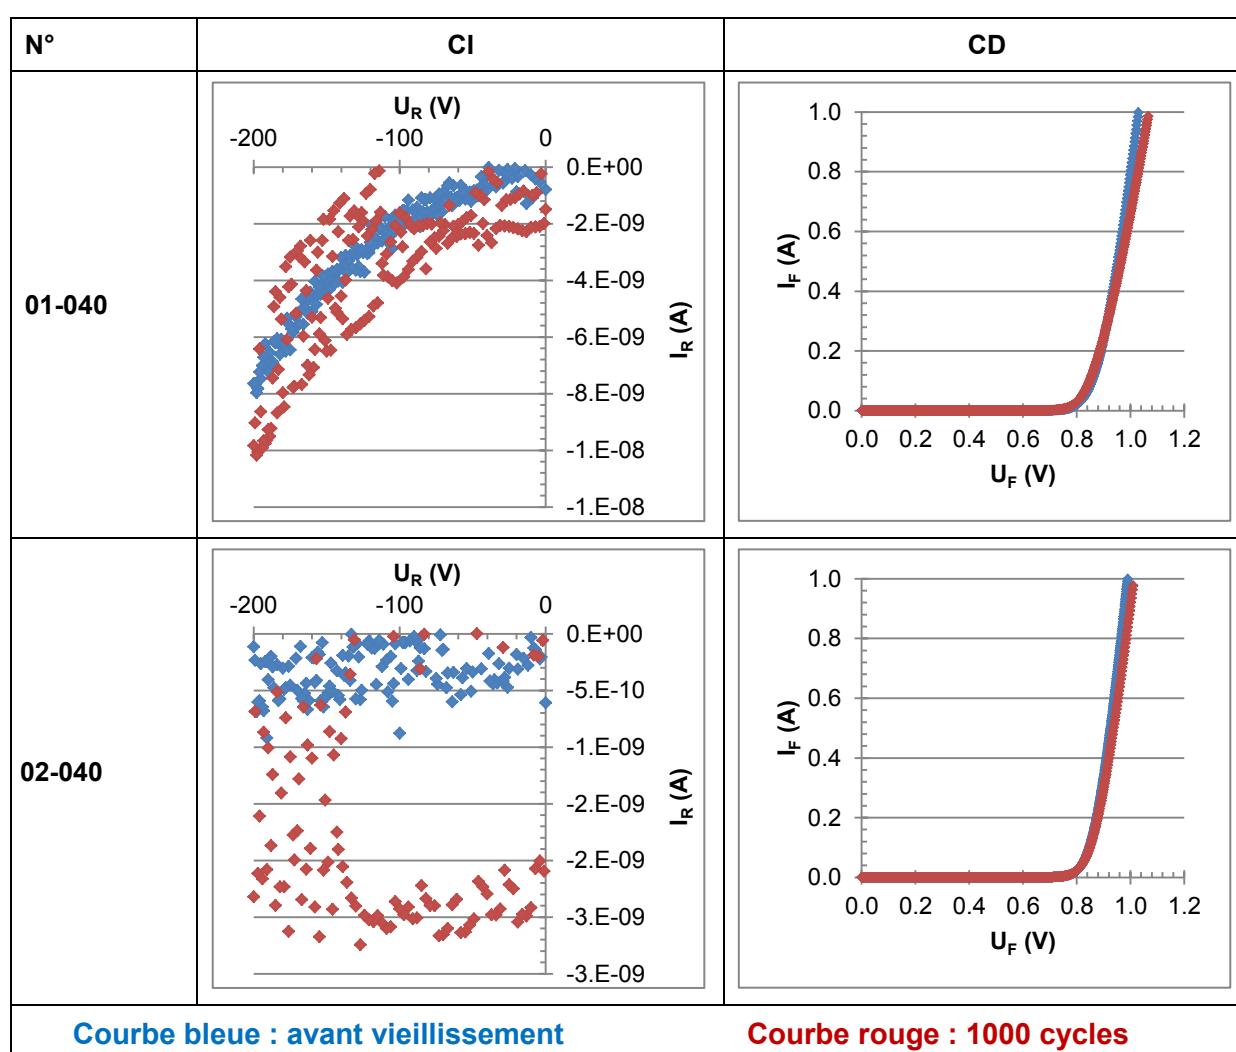 N° CI CD
01-040
U_R (V)
-200 -100 0
0.E+00
-2.E-09
-4.E-09
-6.E-09
-8.E-09
-1.E-08
-1.E-08
I_R (A)
1.0
0.8
0.6
0.4
0.2
0.0
I_F (A)
0.0 0.2 0.4 0.6 0.8 1.0 1.2
U_F (V)
02-040
U_R (V)
-200 -100 0
0.E+00
-5.E-10
-1.E-09
-2.E-09
-2.E-09
-3.E-09
-3.E-09
I_R (A)
1.0
0.8
0.6
0.4
0.2
0.0
I_F (A)
0.0 0.2 0.4 0.6 0.8 1.0 1.2
U_F (V)
Courbe bleue : avant vieillissement Courbe rouge : 1000 cycles